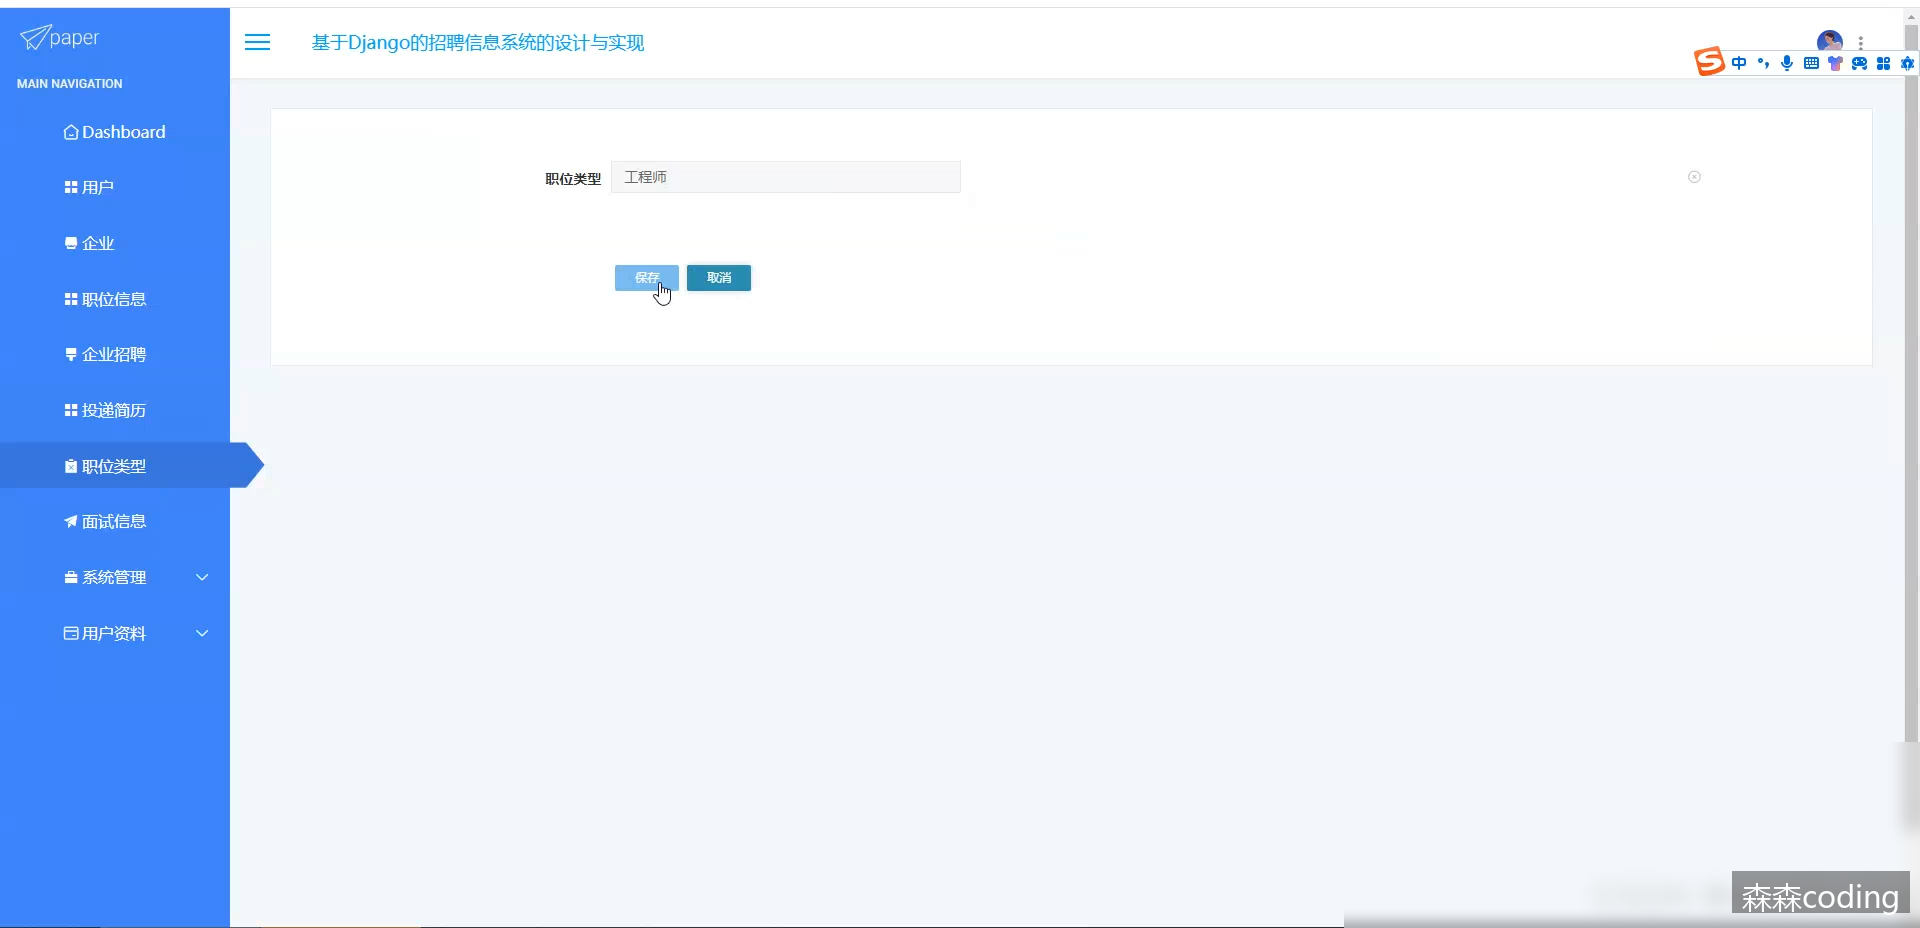 paper
基于Django的招聘信息系统的设计与实现
中
MAIN NAVIGATION
Dashboard
用户
企业
职位信息
企业招聘
投递简历
职位类型
面试信息
系统管理
用户资料
职位类型
工程师
保存
取消
森森coding